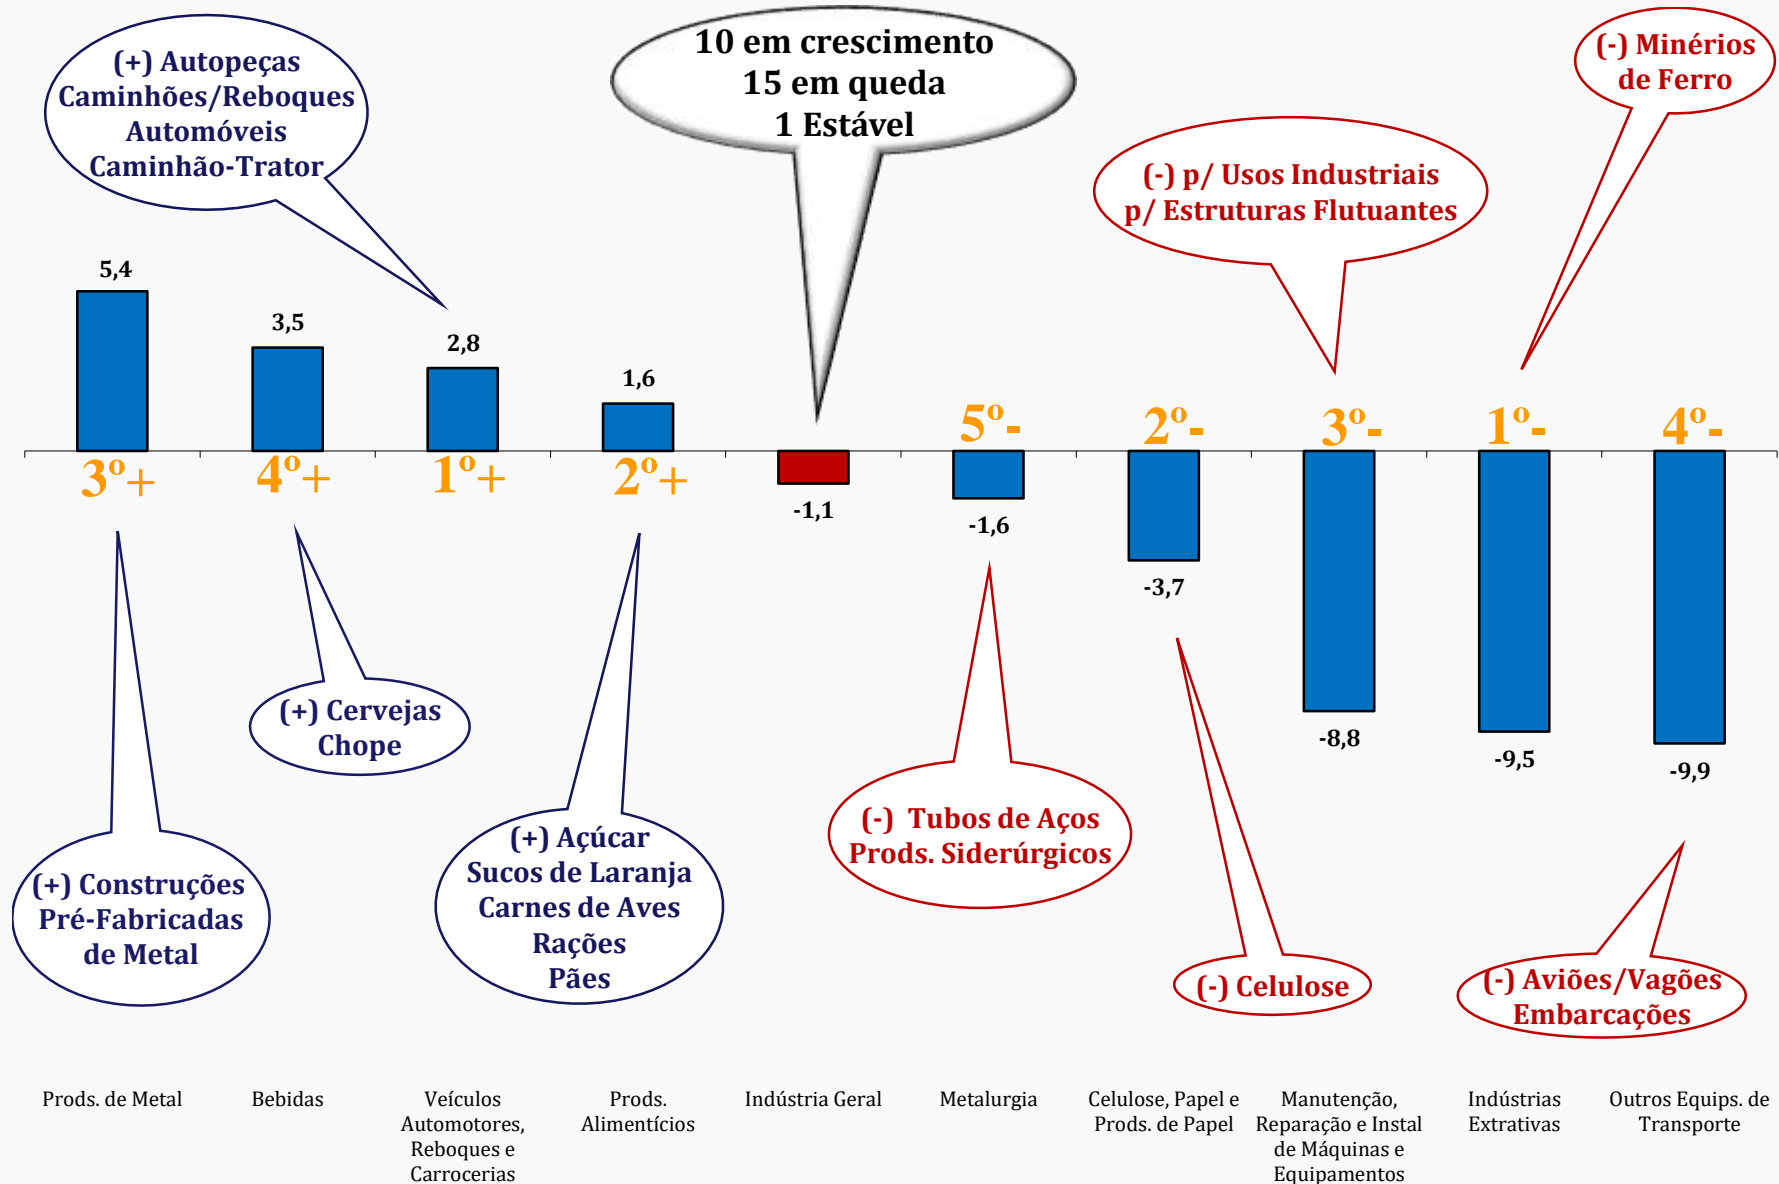 (+) Autopeças
Caminhões/Reboques
Automóveis
Caminhão-Trator
10 em crescimento
15 em queda
1 Estável
(-) Minérios
de Ferro
(-) p/ Usos Industriais
p/ Estruturas Flutuantes
5,4
3,5
2,8
1,6
5º-
2º-
3º-
1º-
4º-
3º+
4º+
1º+
2º+
-1,1
-1,6
-3,7
-8,8
-9,5
-9,9
(+) Cervejas
Chope
(-)  Tubos de Aços
Prods. Siderúrgicos
(+) Açúcar
Sucos de Laranja
Carnes de Aves
Rações
Pães
(+) Construções
Pré-Fabricadas
de Metal
(-) Celulose
(-) Aviões/Vagões
Embarcações
Prods. de Metal
Bebidas
Veículos
Automotores,
Reboques e
Carrocerias
Prods.
Alimentícios
Indústria Geral
Metalurgia
Celulose, Papel e
Prods. de Papel
Manutenção,
Reparação e Instal
de Máquinas e
Equipamentos
Indústrias
Extrativas
Outros Equips. de
Transporte